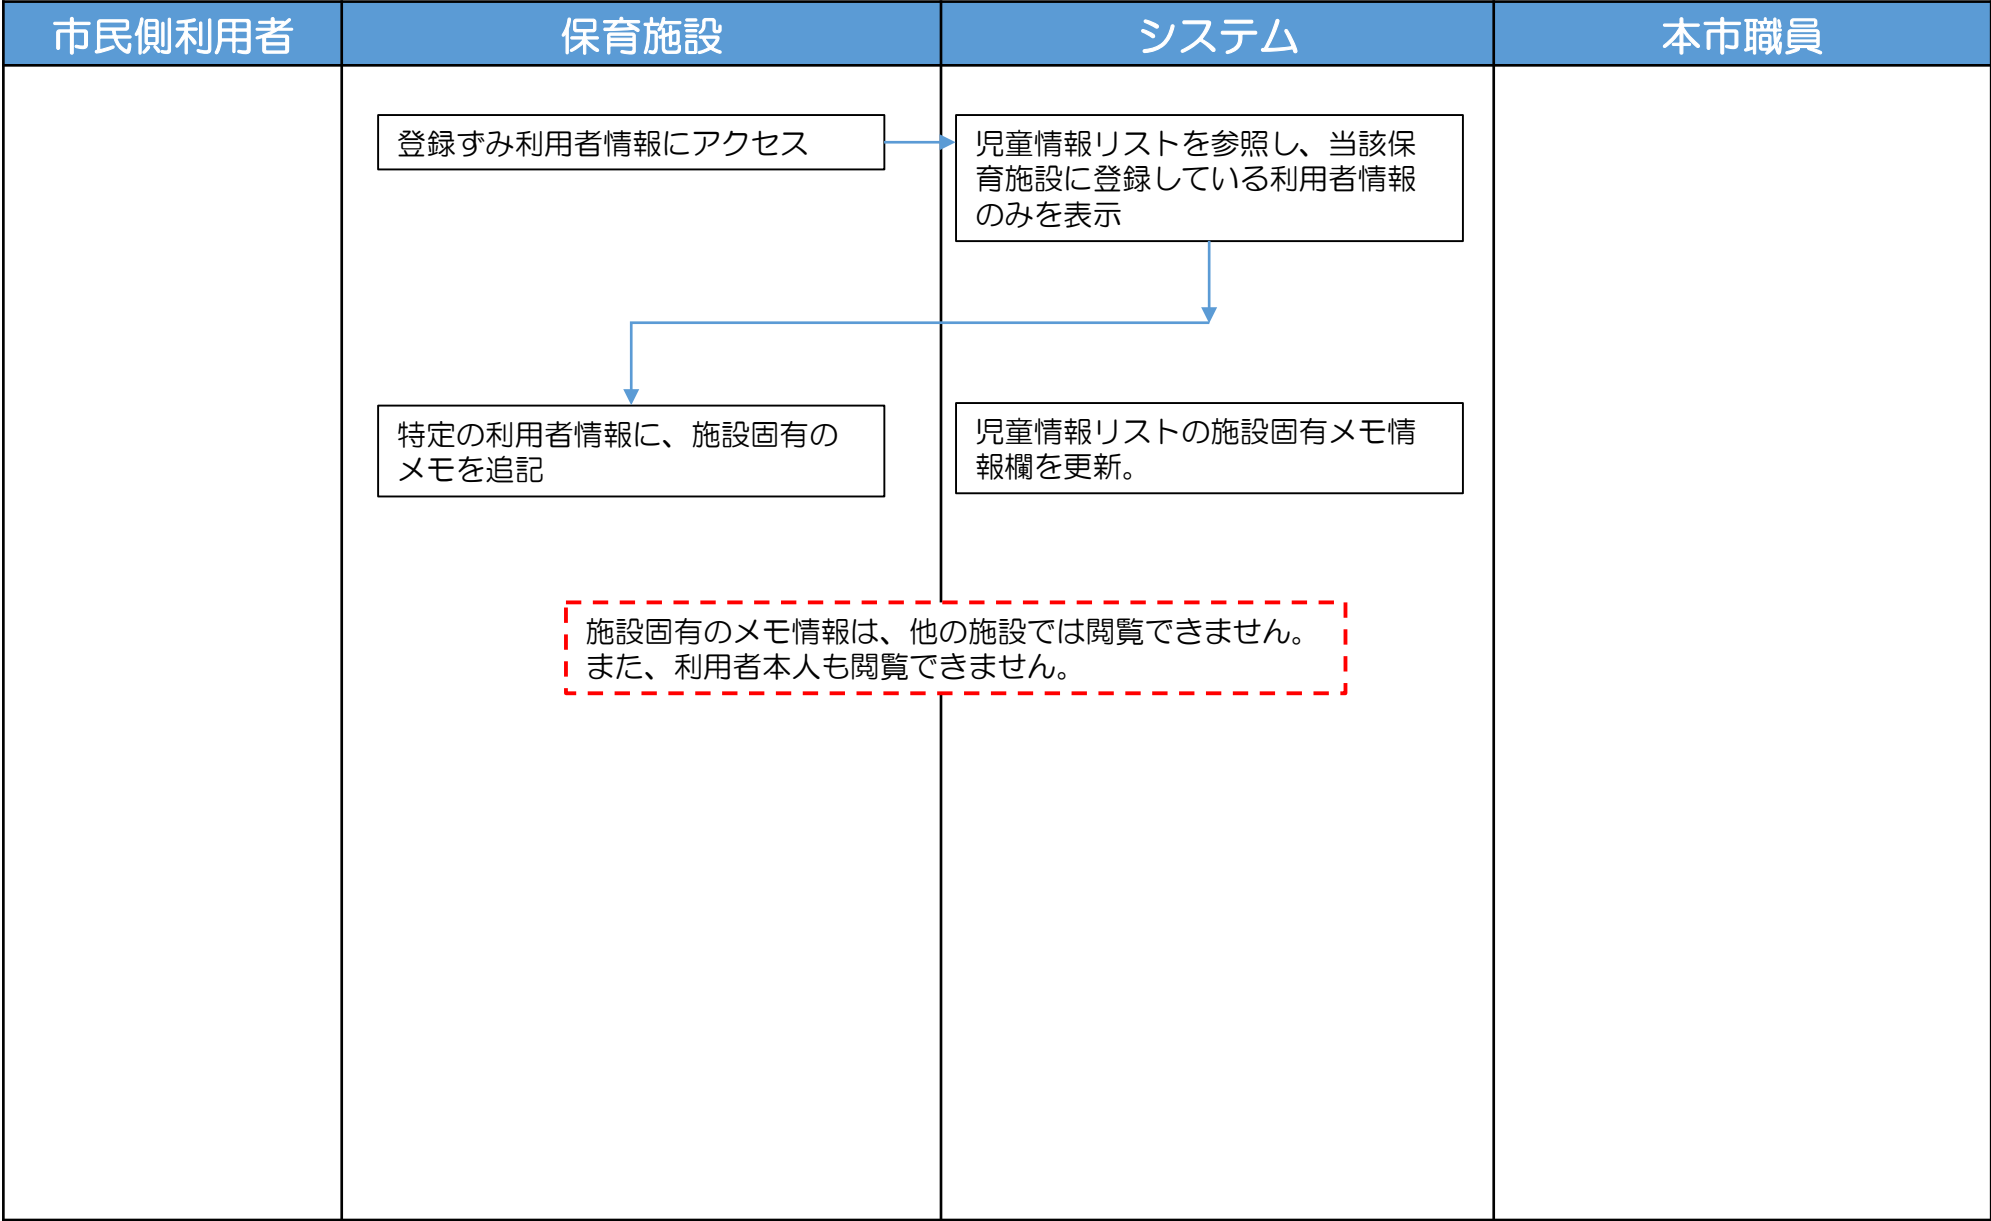 市民側利用者
保育施設
システム
本市職員
登録ずみ利用者情報にアクセス
児童情報リストを参照し、当該保
育施設に登録している利用者情報
のみを表示
特定の利用者情報に、施設固有の
メモを追記
児童情報リストの施設固有メモ情
報欄を更新。
施設固有のメモ情報は、他の施設では閲覧できません。
また、利用者本人も閲覧できません。